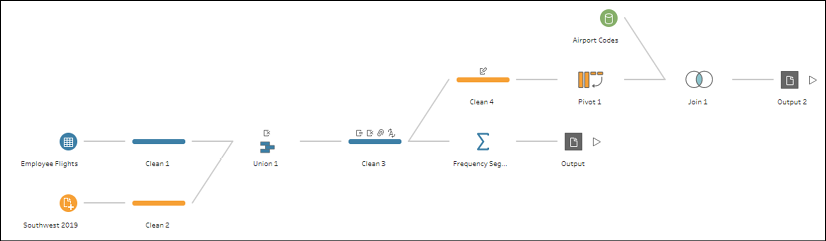 Airport Codes
Clean 4
Pivot 1
Join 1
Output 2
Employee Flights
Clean 1
Union 1
Clean 3
Frequency Seg...
Output
Southwest 2019
Clean 2